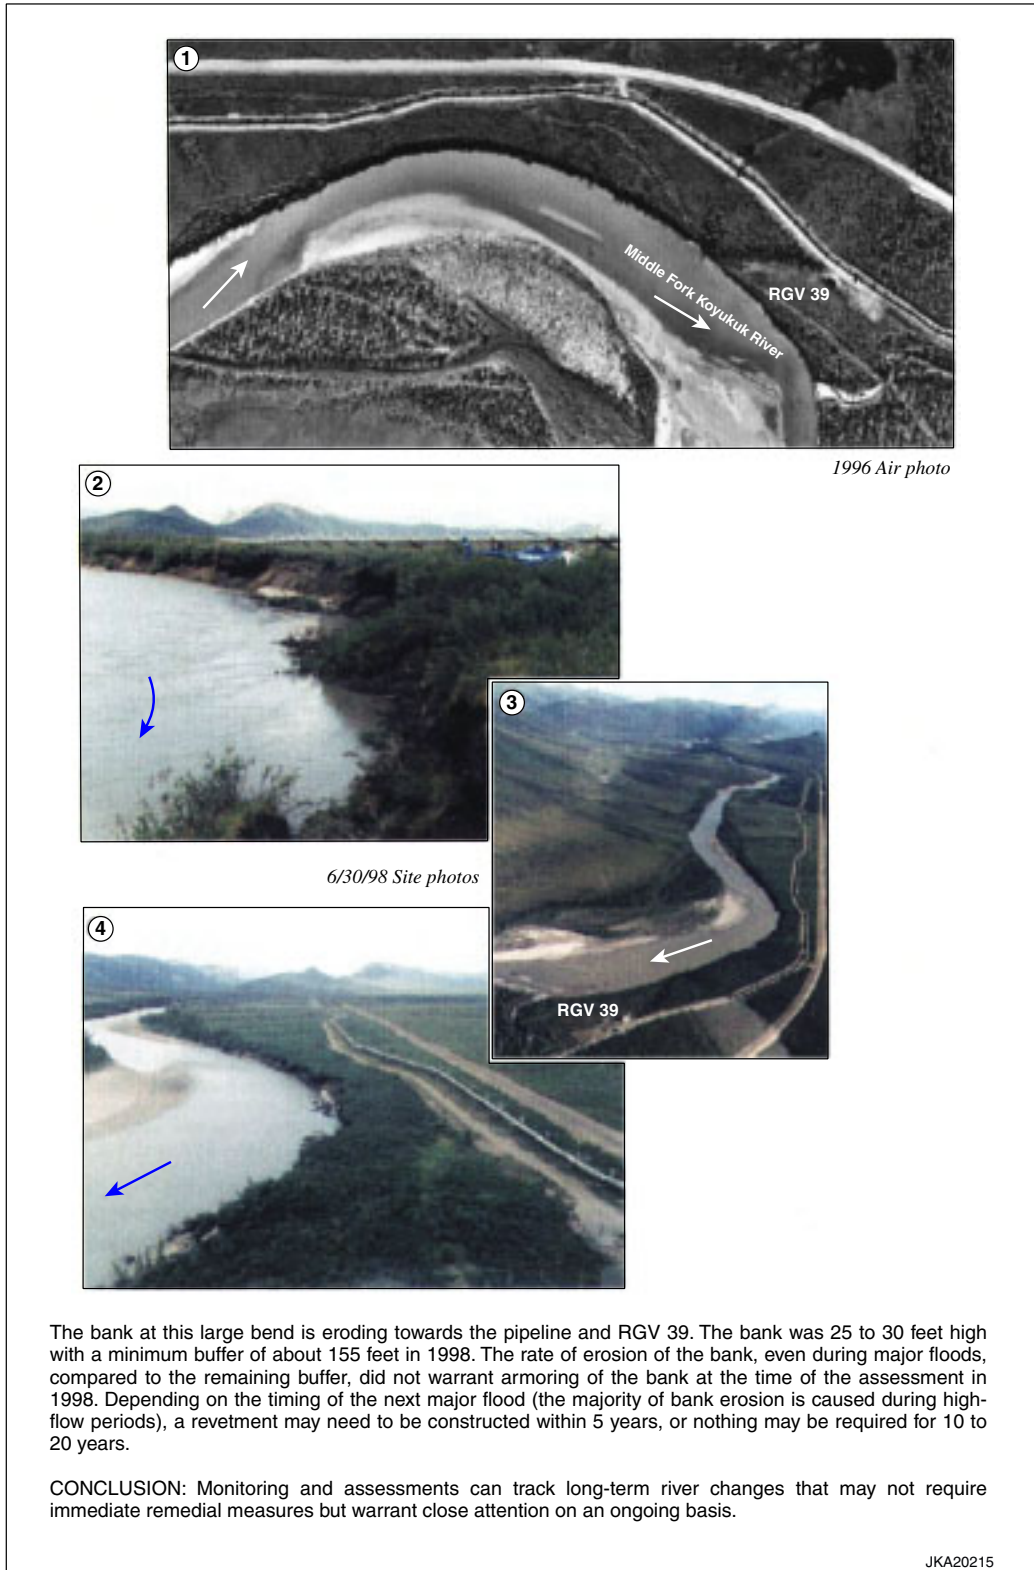 1
Middle Fork Koyukuk River
RGV 39
1996 Air photo
2
3
6/30/98 Site photos
RGV 39
4
The bank at this large bend is eroding towards the pipeline and RGV 39. The bank was 25 to 30 feet high
with a minimum buffer of about 155 feet in 1998. The rate of erosion of the bank, even during major floods,
compared to the remaining buffer, did not warrant armoring of the bank at the time of the assessment in
1998. Depending on the timing of the next major flood (the majority of bank erosion is caused during high-
flow periods), a revetment may need to be constructed within 5 years, or nothing may be required for 10 to
20 years.
CONCLUSION: Monitoring and assessments can track long-term river changes that may not require
immediate remedial measures but warrant close attention on an ongoing basis.
JKA20215